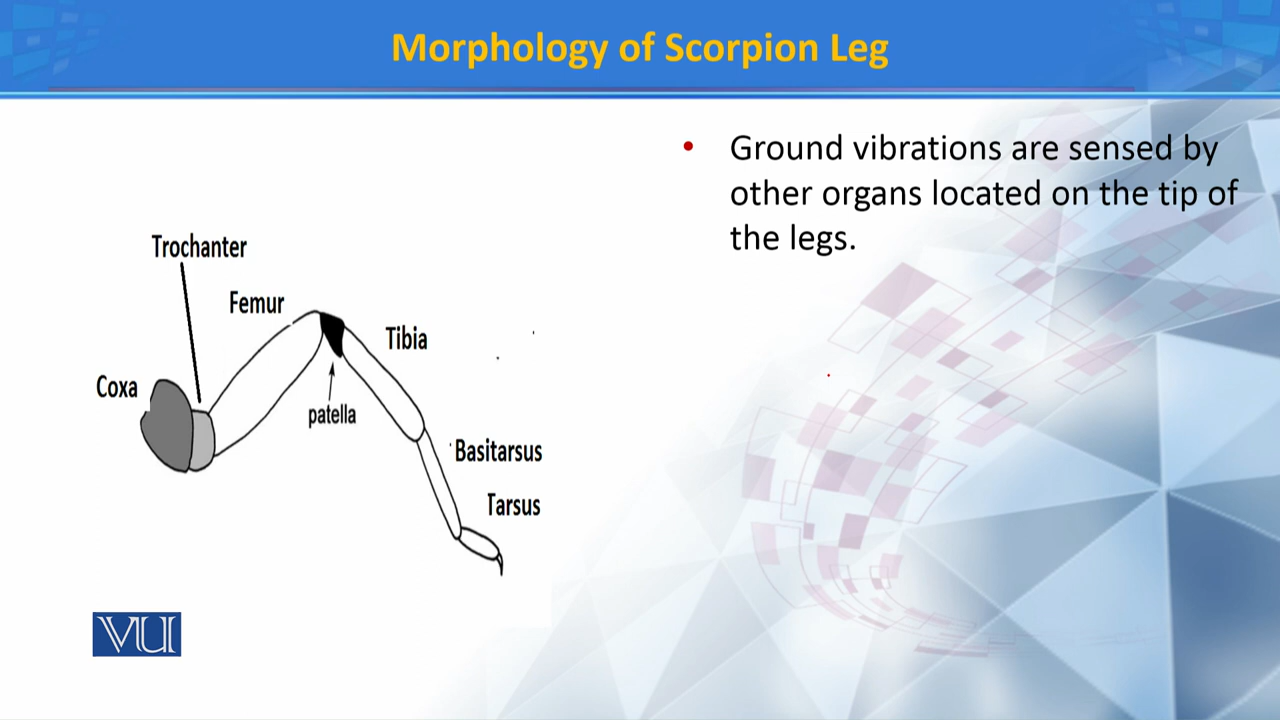 Morphology of Scorpion Leg
• Ground vibrations are sensed by
other organs located on the tip of
the legs.
Trochanter
Femur
Tibia
Coxa
patella
Basitarsus
Tarsus
VU